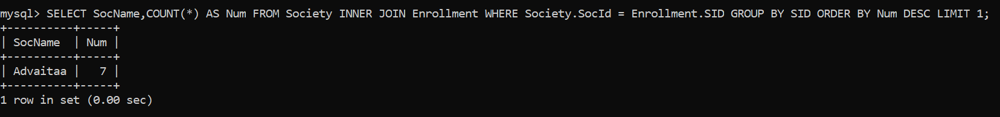 mysql> SELECT SocName,COUNT(*) AS Num FROM Society INNER JOIN Enrollment WHERE Society.SocId = Enrollment.SID GROUP BY SID ORDER BY Num DESC LIMIT 1;
+----------+-----+
| SocName  | Num |
+----------+-----+
| Advaitaa |   7 |
+----------+-----+
1 row in set (0.00 sec)